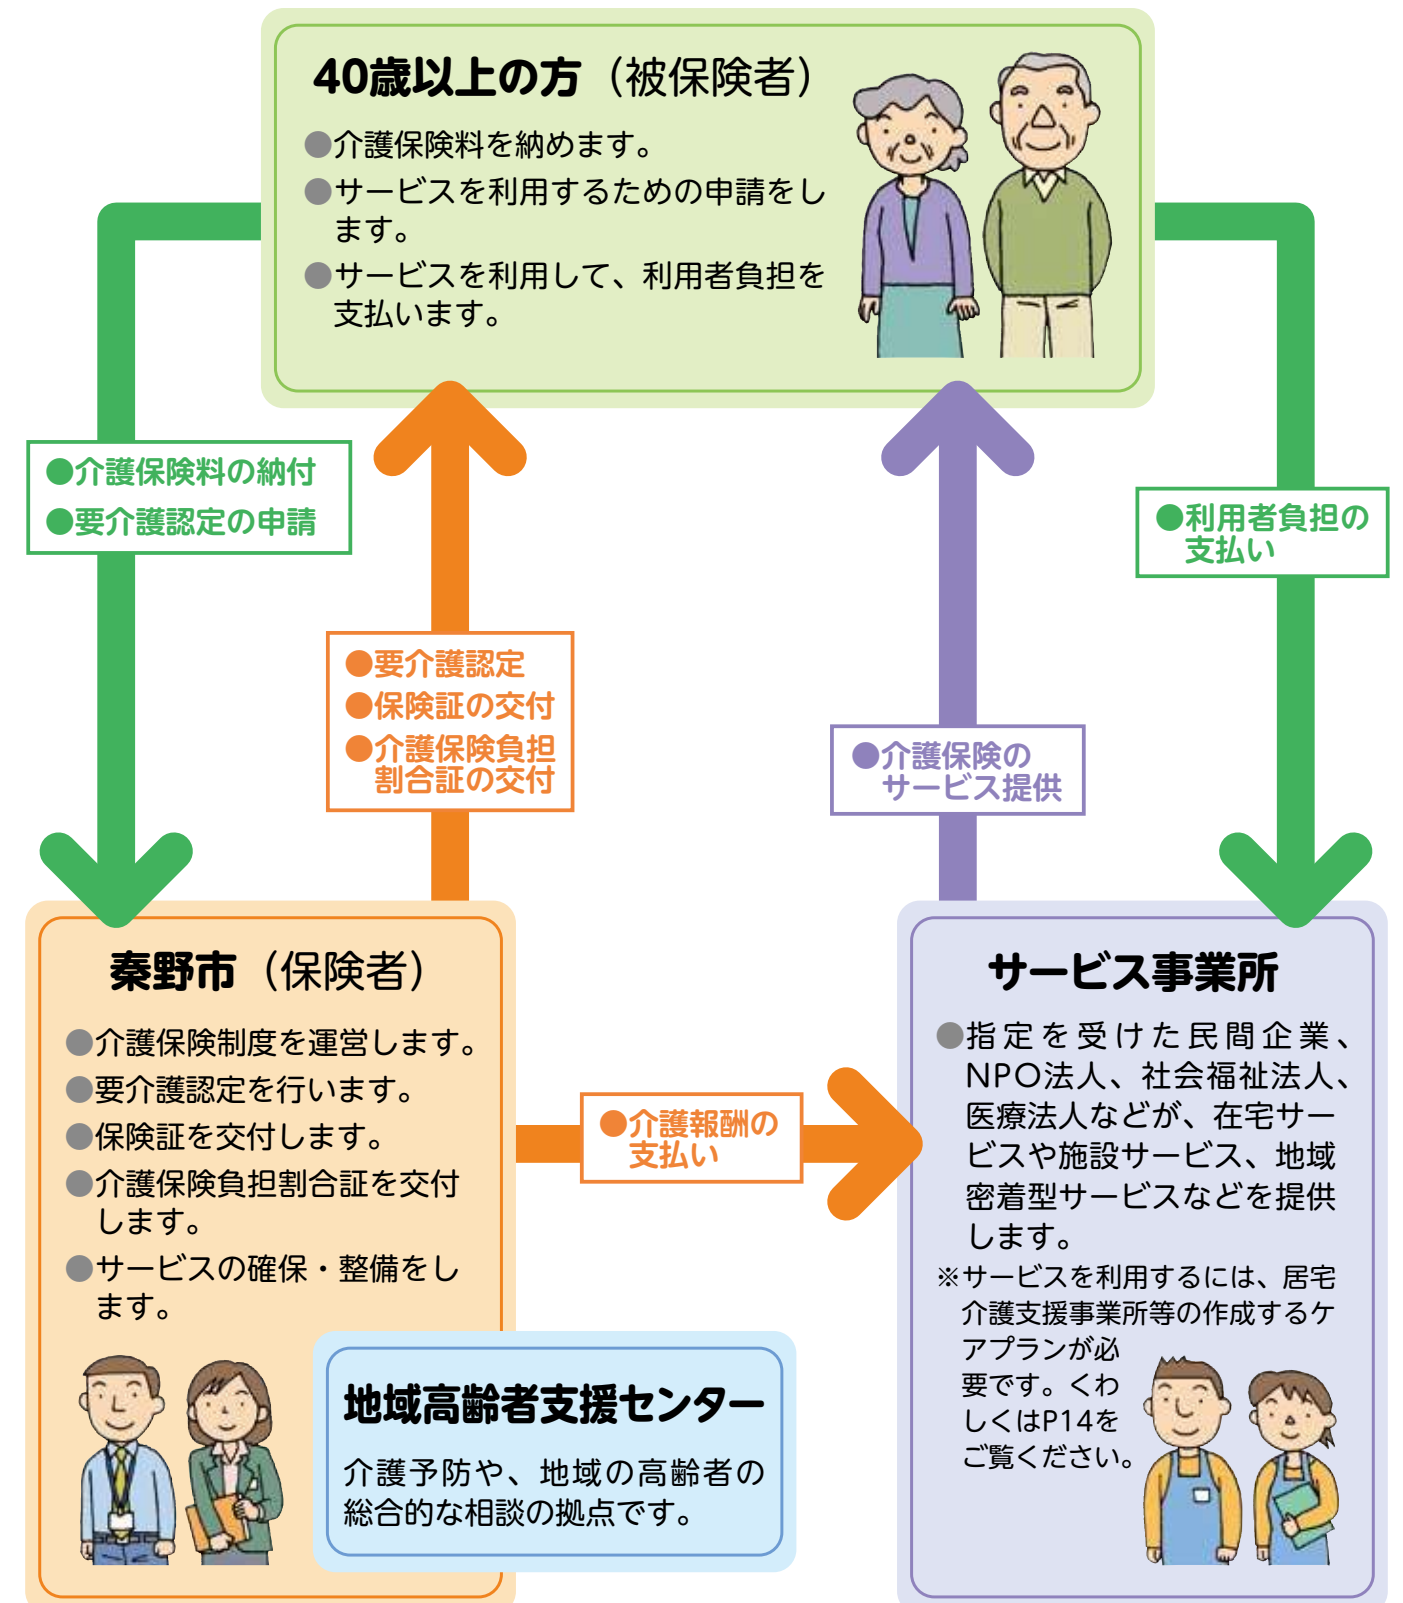 40歳以上の方（被保険者）
●介護保険料を納めます。
●サービスを利用するための申請をし
ます。
●サービスを利用して、利用者負担を
支払います。
●介護保険料の納付
●要介護認定の申請
●利用者負担の
支払い
●要介護認定
●保険証の交付
●介護保険負担
割合証の交付
●介護保険の
サービス提供
秦野市（保険者）
●介護保険制度を運営します。
●要介護認定を行います。
●保険証を交付します。
●介護保険負担割合証を交付
します。
●サービスの確保・整備をし
ます。
●介護報酬の
支払い
サービス事業所
●指定を受けた民間企業、
NPO法人、社会福祉法人、
医療法人などが、在宅サー
ビスや施設サービス、地域
密着型サービスなどを提供
します。
※サービスを利用するには、居宅
介護支援事業所等の作成するケ
アプランが必
要です。くわ
しくはP14を
ご覧ください。
地域高齢者支援センター
介護予防や、地域の高齢者の
総合的な相談の拠点です。